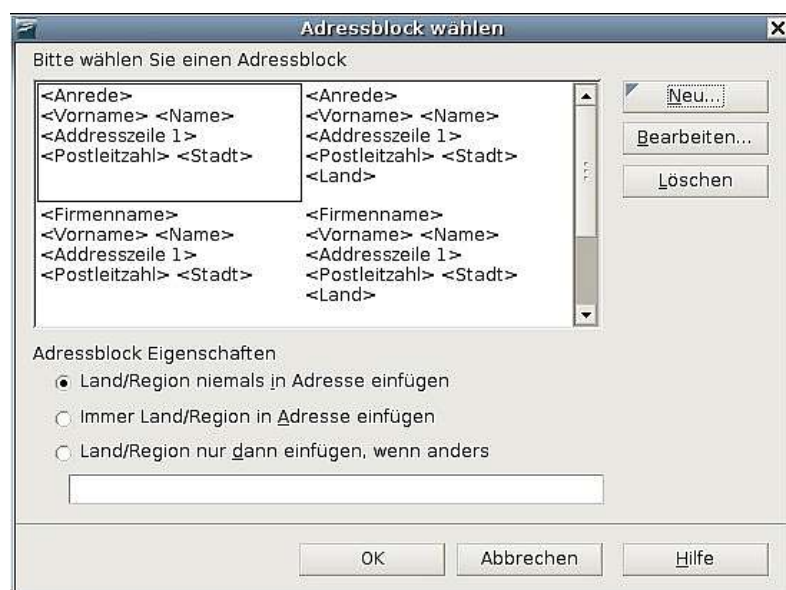 Adressblock wählen
Bitte wählen Sie einen Adressblock
<Anrede>
<Vorname> <Name>
<Addresszeile 1>
<Postleitzahl> <Stadt>
<Anrede>
<Vorname> <Name>
<Addresszeile 1>
<Postleitzahl> <Stadt>
<Land>
<Firmenname>
<Vorname> <Name>
<Addresszeile 1>
<Postleitzahl> <Stadt>
<Firmenname>
<Vorname> <Name>
<Addresszeile 1>
<Postleitzahl> <Stadt>
<Land>
Neu...
Bearbeiten...
Löschen
Adressblock Eigenschaften
Land/Region niemals in Adresse einfügen
Immer Land/Region in Adresse einfügen
Land/Region nur dann einfügen, wenn anders
OK
Abbrechen
Hilfe